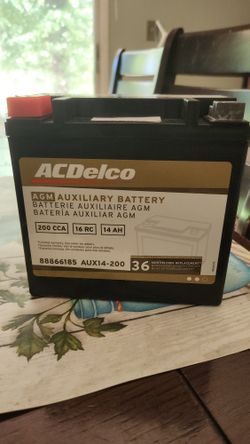 ACDelco
AGM AUXILIARY BATTERY
BATTERIE AUXILIAIRE AGM
BATERÍA AUXILIAR AGM
200 CCA 16 RC 14 AH
88866185 AUX14-200
36